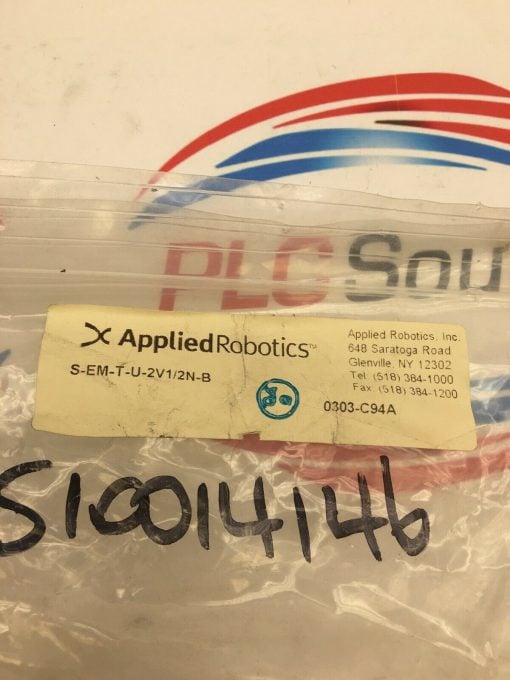 PLC Sou
Applied Robotics™
S-EM-T-U-2V1/2N-B
Applied Robotics, Inc.
648 Saratoga Road
Glenville, NY 12302
Tel: (518) 384-1000
Fax: (518) 384-1200
0303-C94A
S10014146